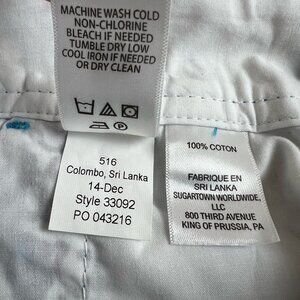 MACHINE WASH COLD
NON-CHLORINE
BLEACH IF NEEDED
TUMBLE DRY LOW
COOL IRON IF NEEDED
OR DRY CLEAN
516
Colombo, Sri Lanka
14-Dec
Style 33092
PO 043216
100% COTON
FABRIQUE EN
SRI LANKA
SUGARTOWN WORLDWIDE,
LLC
800 THIRD AVENUE
KING OF PRUSSIA, PA